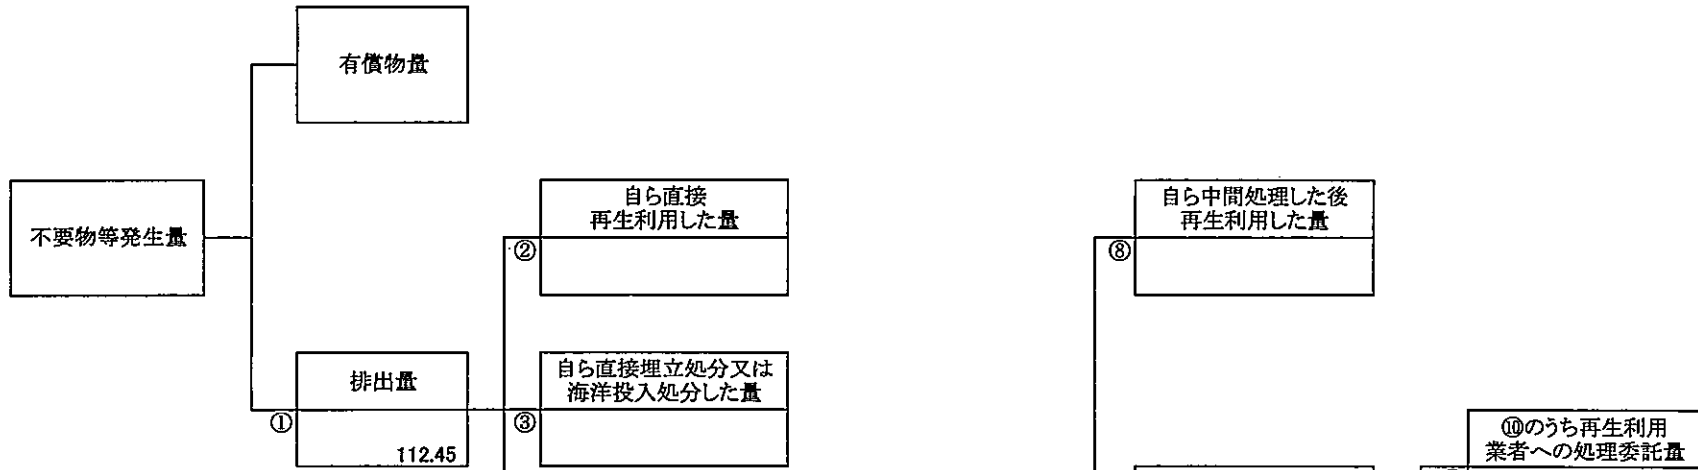 有償物量
不要物等発生量
自ら直接
再生利用した量
②
自ら中間処理した後
再生利用した量
⑧
排出量
①
112.45
自ら直接埋立処分又は
海洋投入処分した量
③
⑩のうち再生利用
業者への処理委託量